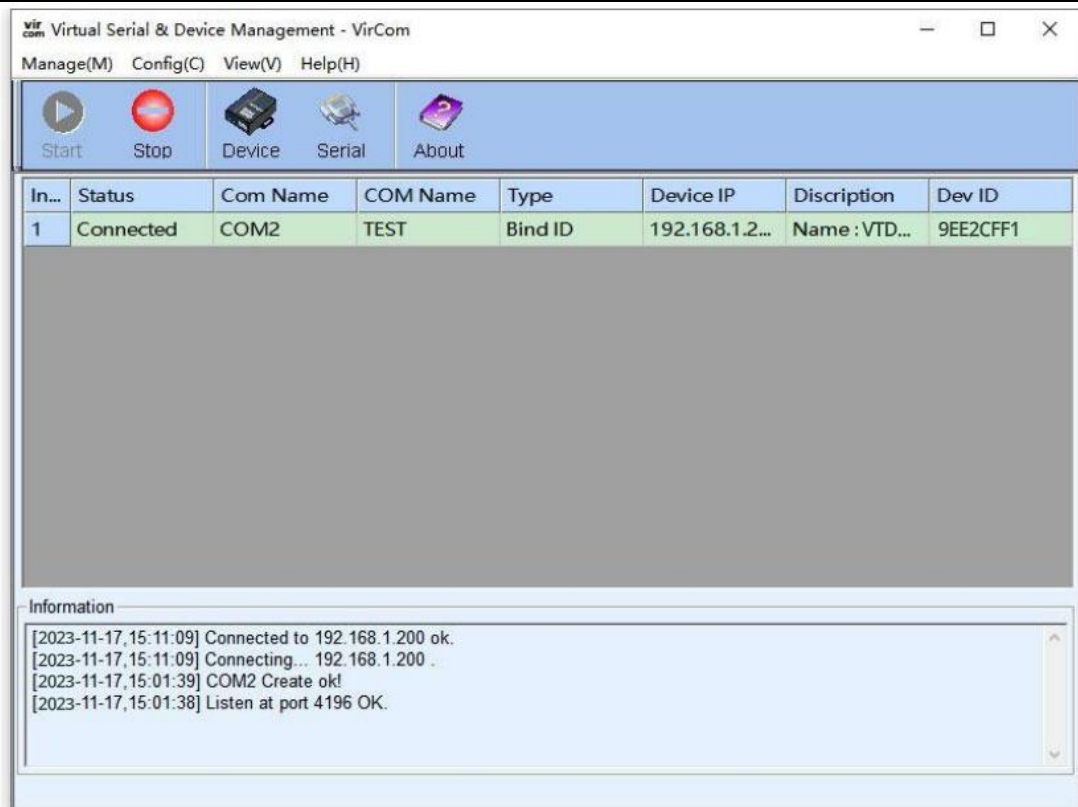 vir com Virtual Serial & Device Management - VirCom
Manage(M) Config(C) View(V) Help(H)
Start Stop Device Serial About
In... Status Com Name COM Name Type Device IP Discription Dev ID
1 Connected COM2 TEST Bind ID 192.168.1.2... Name : VTD... 9EE2CFF1
Information
[2023-11-17,15:11:09] Connected to 192.168.1.200 ok.
[2023-11-17,15:11:09] Connecting... 192.168.1.200 .
[2023-11-17,15:01:39] COM2 Create ok!
[2023-11-17,15:01:38] Listen at port 4196 OK.